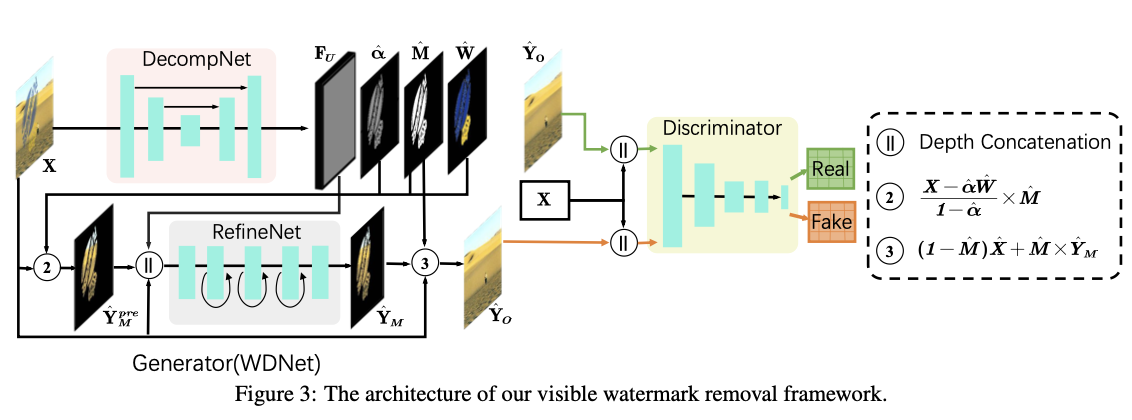 DecompNet
F_U α̂ M̂ Ŵ
X
Ŷ_O
Discriminator
||
X
||
Real
Fake
|| Depth Concatenation
2 (X − α̂Ŵ)/(1 − α̂) × M̂
3 (1 − M̂)X̂ + M̂ × Ŷ_M
RefineNet
2
||
3
Ŷ_M^pre
Ŷ_M
Ŷ_O
Generator(WDNet)
Figure 3: The architecture of our visible watermark removal framework.